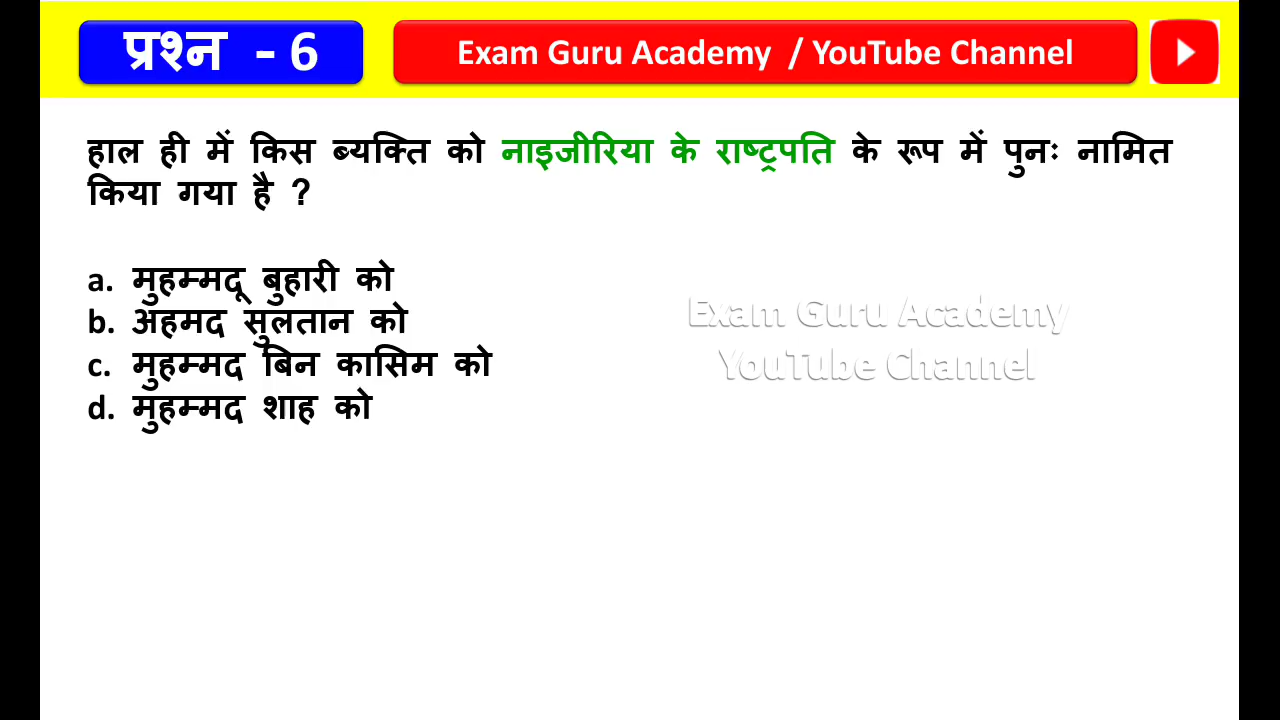 प्रश्न - 6
Exam Guru Academy / YouTube Channel
हाल ही में किस ब्यक्ति को नाइजीरिया के राष्ट्रपति के रूप में पुनः नामित
किया गया है ?
a. मुहम्मदू बुहारी को
b. अहमद सुलतान को
c. मुहम्मद बिन कासिम को
d. मुहम्मद शाह को
Exam Guru Academy
YouTube Channel